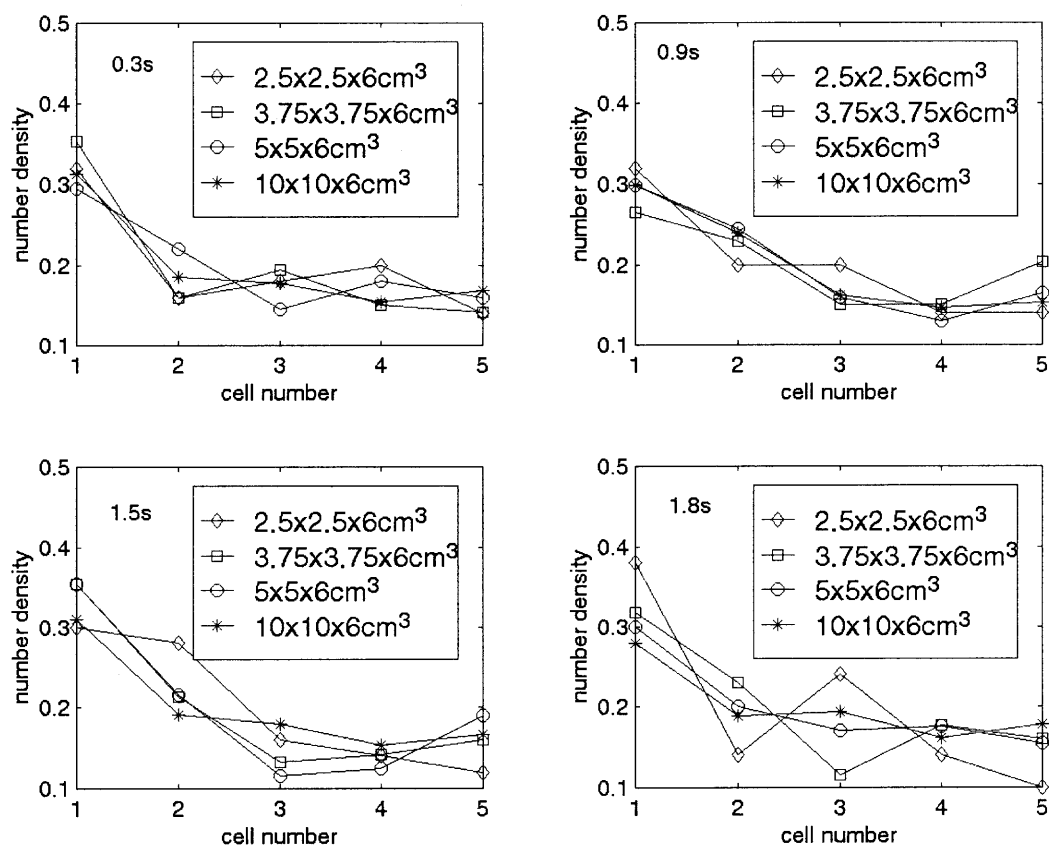 0.5
0.4
0.3
0.2
0.1
number density
0.3s
2.5x2.5x6cm³
3.75x3.75x6cm³
5x5x6cm³
10x10x6cm³
1 2 3 4 5
cell number
0.5
0.4
0.3
0.2
0.1
number density
0.9s
2.5x2.5x6cm³
3.75x3.75x6cm³
5x5x6cm³
10x10x6cm³
1 2 3 4 5
cell number
0.5
0.4
0.3
0.2
0.1
number density
1.5s
2.5x2.5x6cm³
3.75x3.75x6cm³
5x5x6cm³
10x10x6cm³
1 2 3 4 5
cell number
0.5
0.4
0.3
0.2
0.1
number density
1.8s
2.5x2.5x6cm³
3.75x3.75x6cm³
5x5x6cm³
10x10x6cm³
1 2 3 4 5
cell number